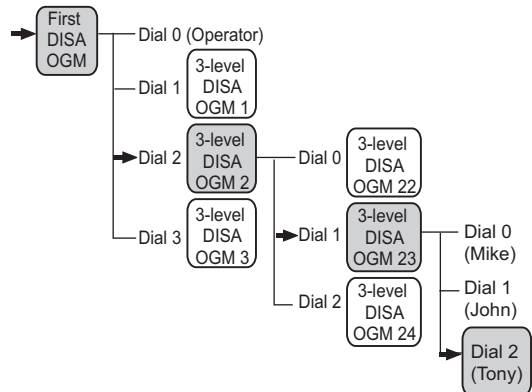 First
DISA
OGM
Dial 0 (Operator)
Dial 1
3-level
DISA
OGM 1
Dial 2
3-level
DISA
OGM 2
Dial 3
3-level
DISA
OGM 3
Dial 0
3-level
DISA
OGM 22
Dial 1
3-level
DISA
OGM 23
Dial 2
3-level
DISA
OGM 24
Dial 0
(Mike)
Dial 1
(John)
Dial 2
(Tony)